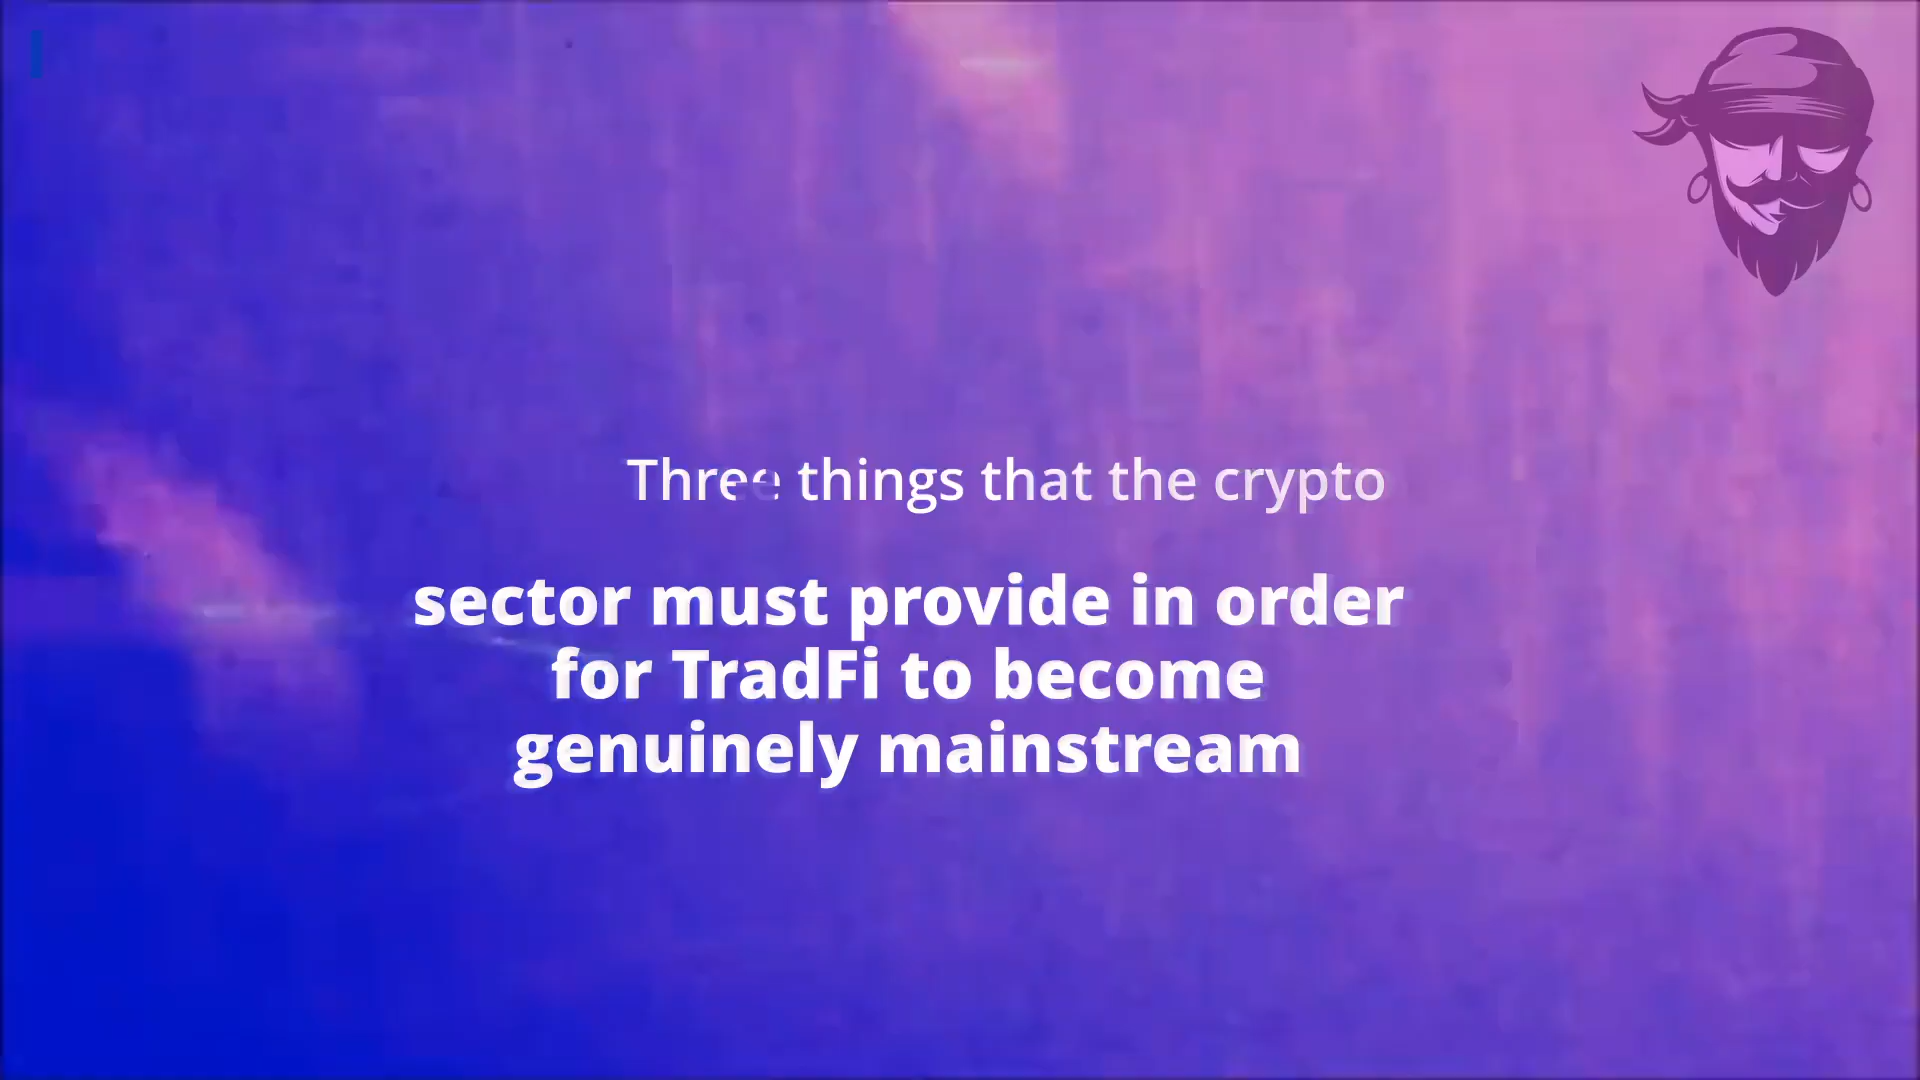 Three things that the crypto
sector must provide in order
for TradFi to become
genuinely mainstream